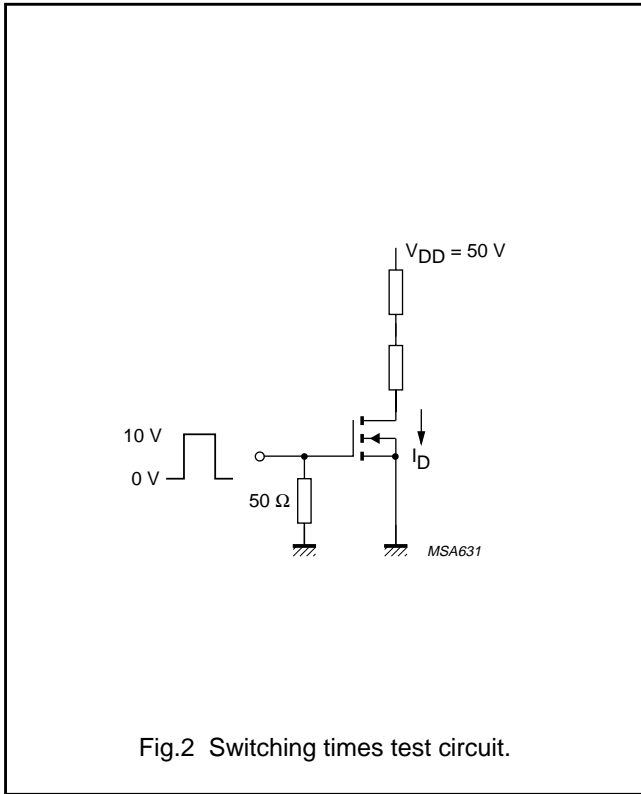 V_DD = 50 V
10 V
0 V
50 Ω
I_D
MSA631
Fig.2 Switching times test circuit.